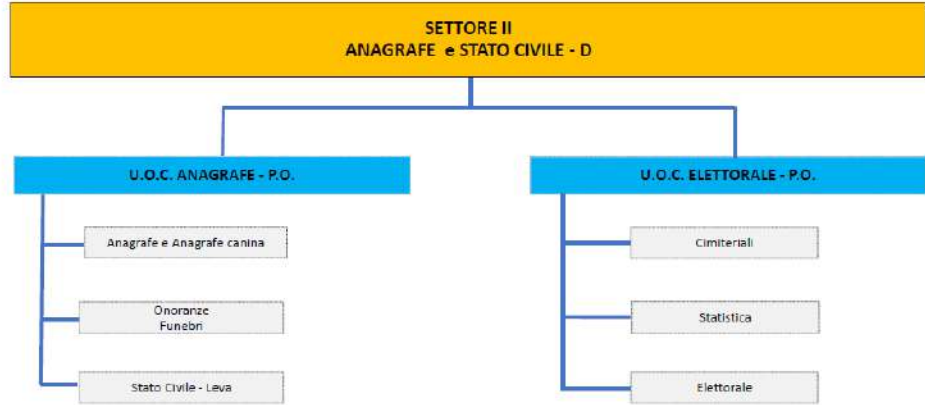 SETTORE II
ANAGRAFE e STATO CIVILE - D
U.O.C. ANAGRAFE - P.O.
Anagrafe e Anagrafe canina
Onoranze
Funebri
Stato Civile - Leva
U.O.C. ELETTORALE - P.O.
Cimiteriali
Statistica
Elettorale